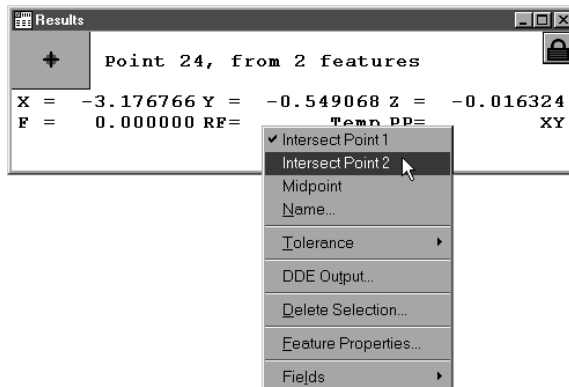 Results
Point 24, from 2 features
X = -3.176766 Y = -0.549068 Z = -0.016324
F = 0.000000 RF= Temp PP= XY
Intersect Point 1
Intersect Point 2
Midpoint
Name...
Tolerance
DDE Output...
Delete Selection...
Feature Properties...
Fields